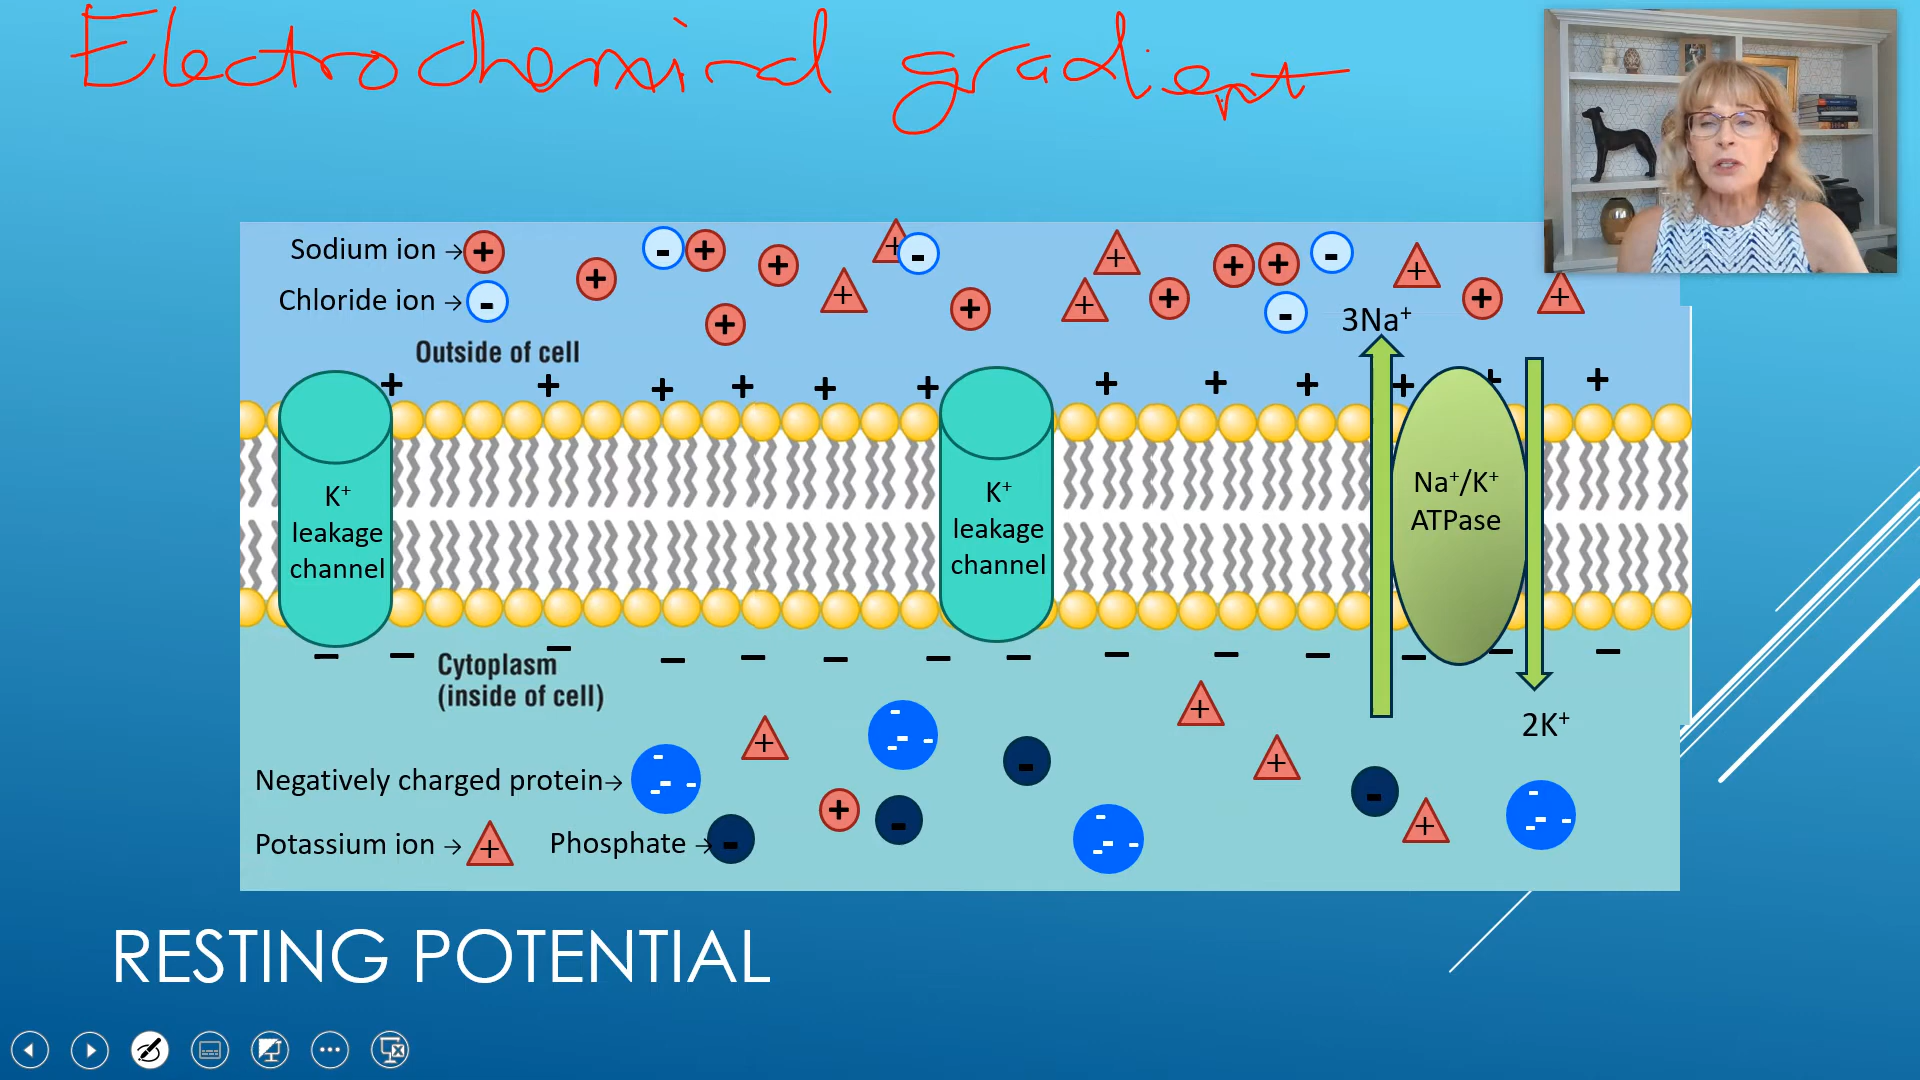 Electrochemical gradient
Sodium ion →
Chloride ion →
Outside of cell
3Na⁺
K⁺
leakage
channel
K⁺
leakage
channel
Na⁺/K⁺
ATPase
Cytoplasm
(inside of cell)
2K⁺
Negatively charged protein→
Potassium ion → Phosphate →
RESTING POTENTIAL